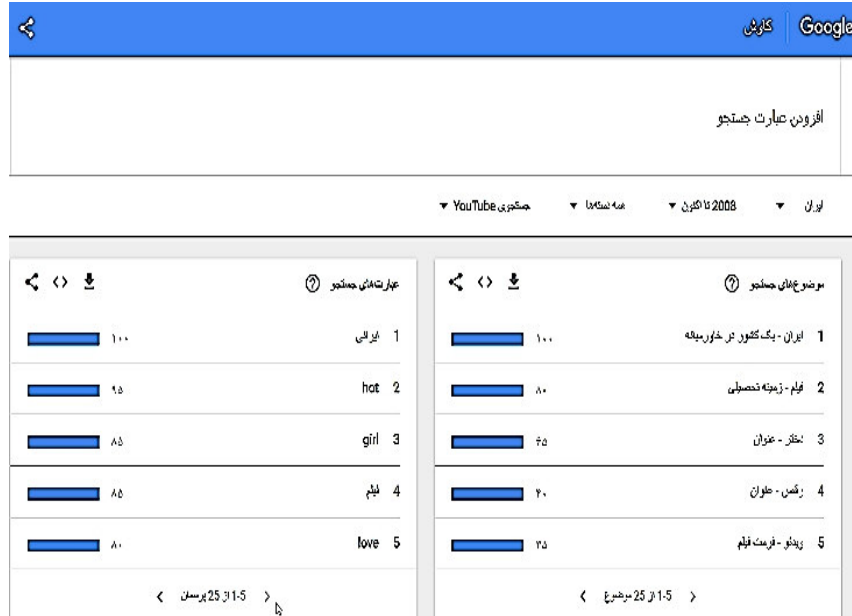 Google کاوش
افزودن عبارت جستجو
ایران 2008 تا اکنون همه دسته‌ها جستجوی YouTube
موضوع‌های جستجو
1 ایران - یک کشور در خاورمیانه ۱۰۰
2 فیلم - زمینه تحصیلی ۸۰
3 دختر - عنوان ۴۵
4 رقص - عنوان ۴۰
5 ویدئو - فرمت فیلم ۳۵
1-5 از 25 موضوع
عبارت‌های جستجو
1 ایرانی ۱۰۰
2 hot ۹۵
3 girl ۸۵
4 فیلم ۸۵
5 love ۸۰
1-5 از 25 پرسمان